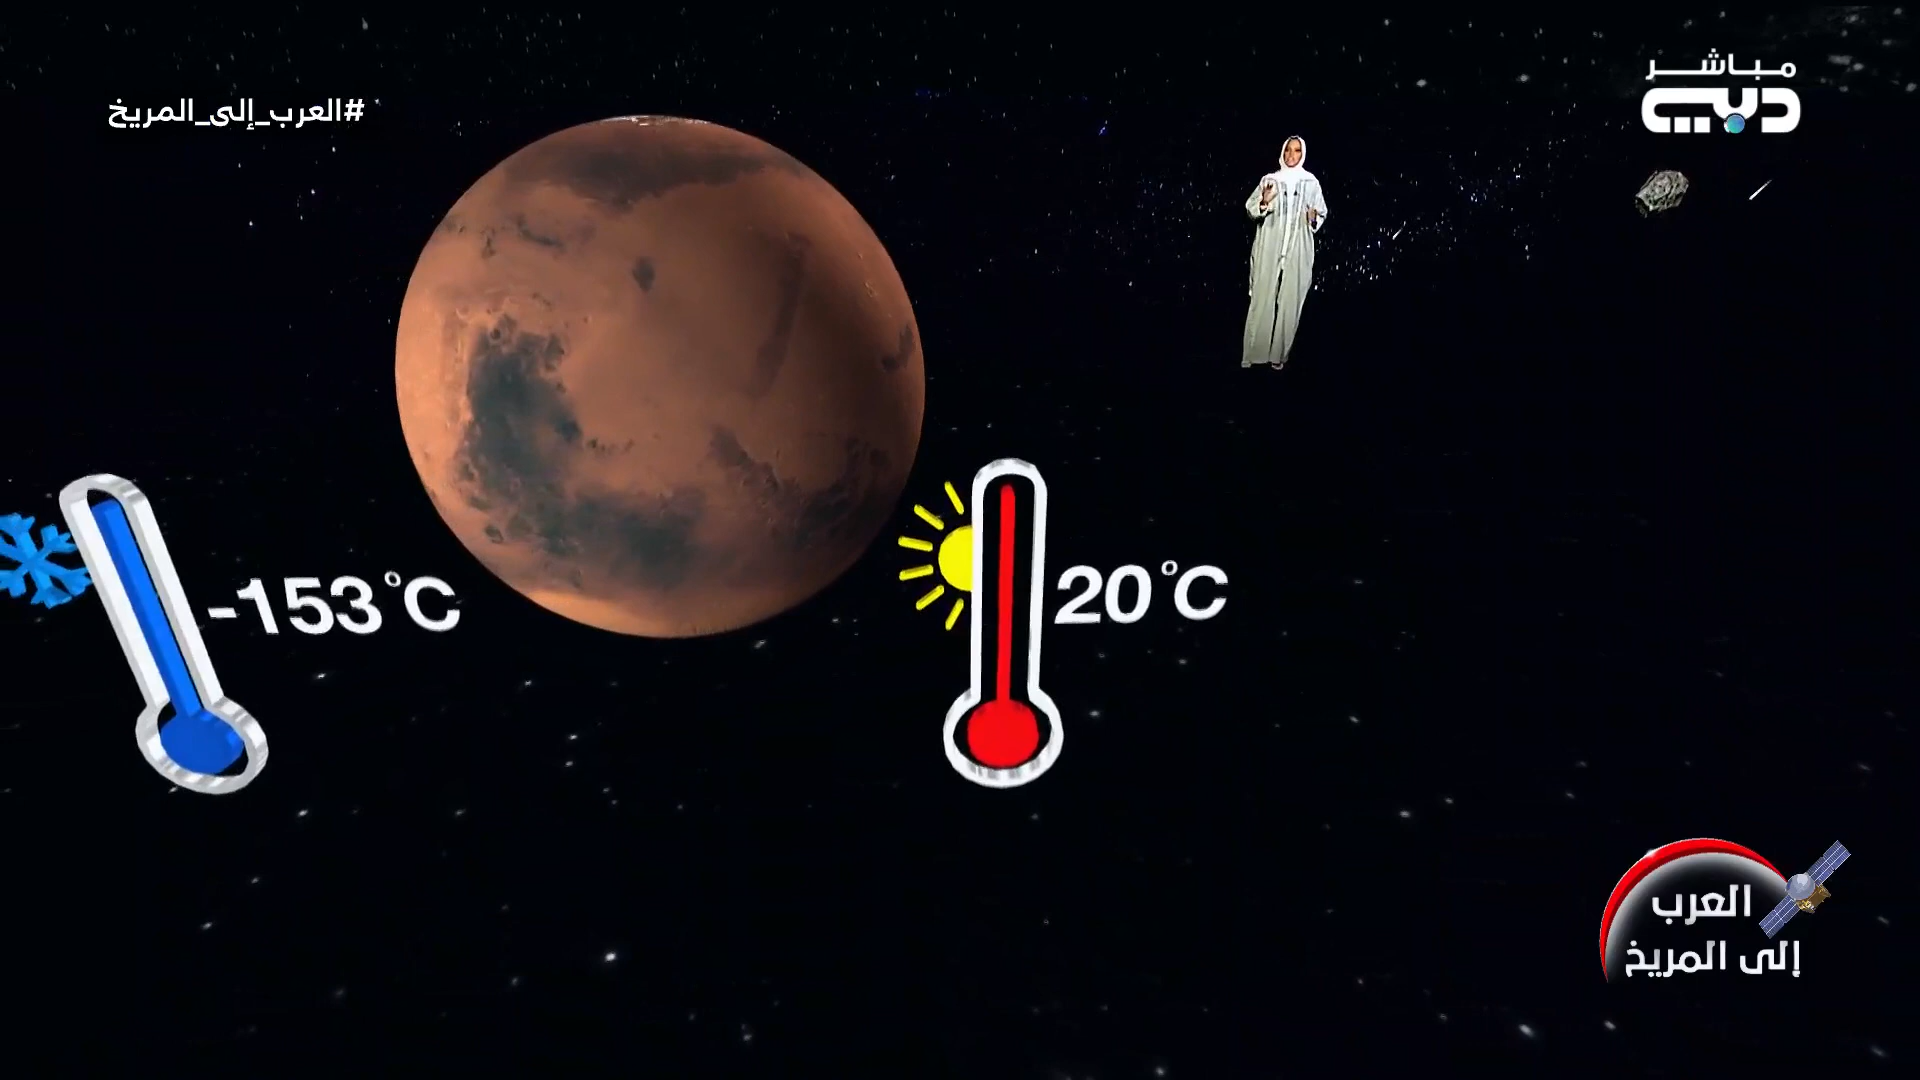 #العرب_إلى_المريخ
مباشر
دبي
-153°C
20°C
العرب
إلى المريخ